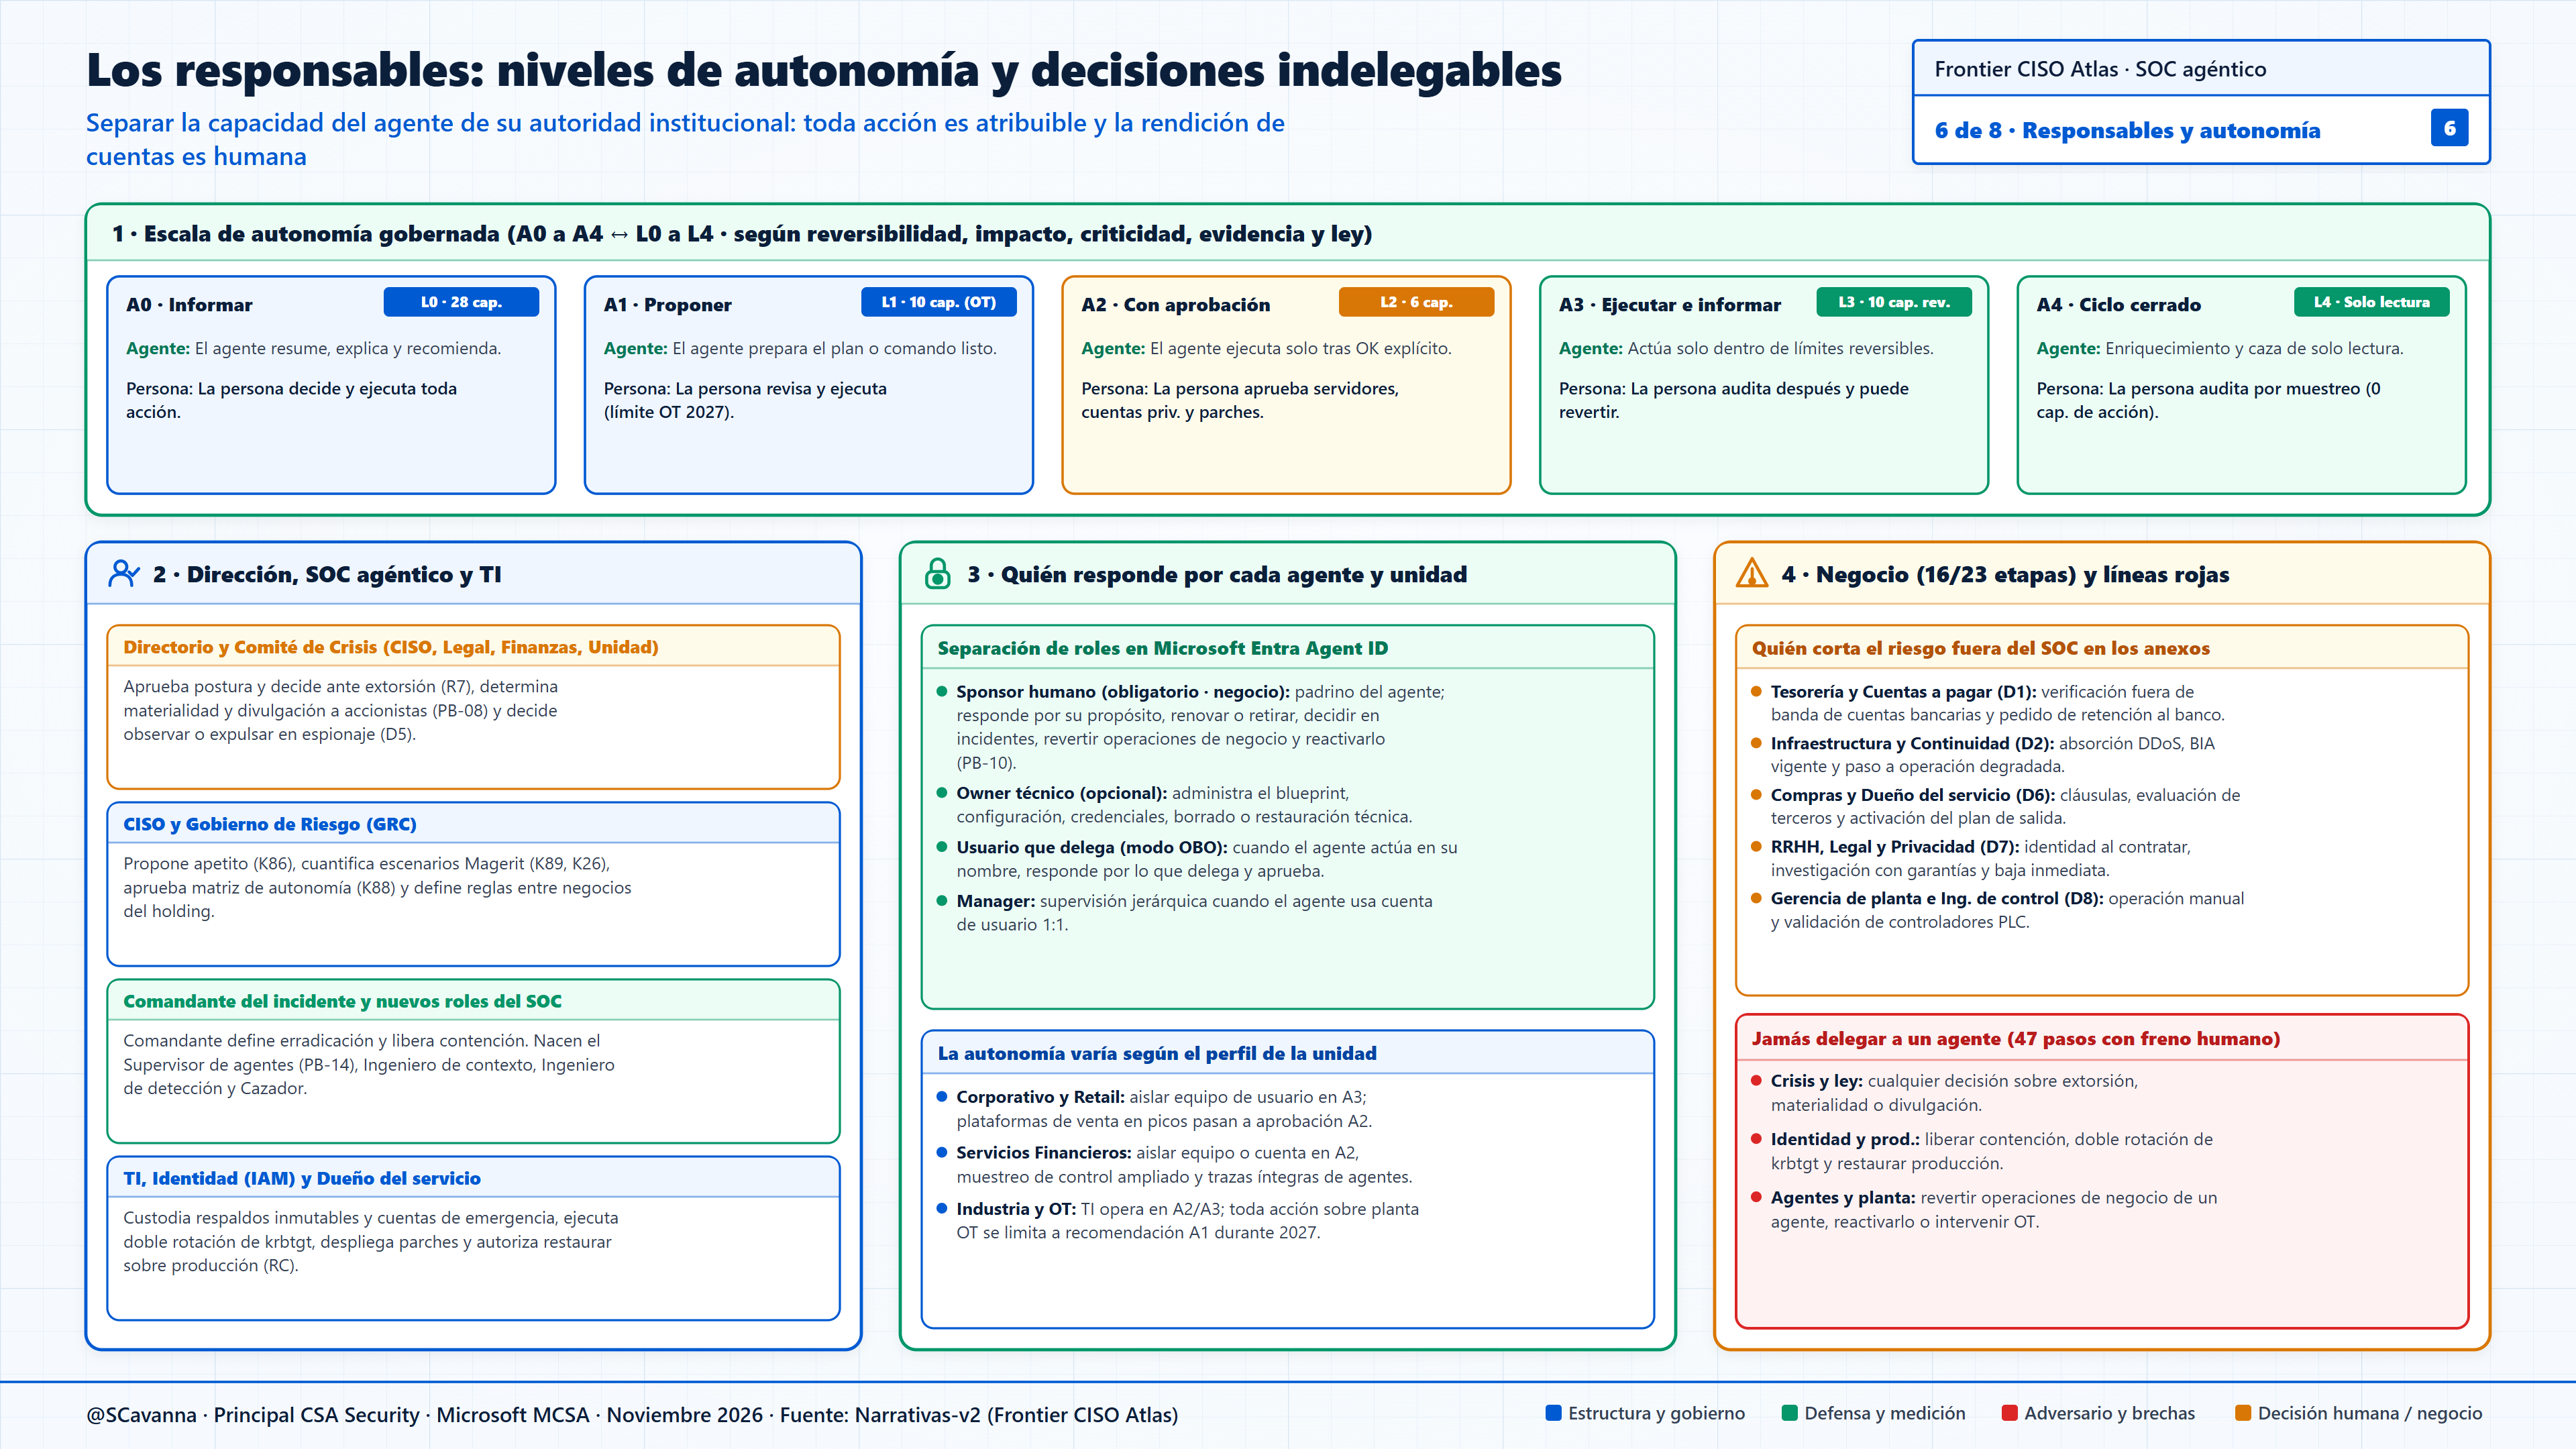 Los responsables: niveles de autonomía y decisiones indelegables
Separar la capacidad del agente de su autoridad institucional: toda acción es atribuible y la rendición de
cuentas es humana
Frontier CISO Atlas · SOC agéntico
6 de 8 · Responsables y autonomía
6
1 · Escala de autonomía gobernada (A0 a A4 ↔ L0 a L4 · según reversibilidad, impacto, criticidad, evidencia y ley)
A0 · Informar
L0 · 28 cap.
Agente: El agente resume, explica y recomienda.
Persona: La persona decide y ejecuta toda
acción.
A1 · Proponer
L1 · 10 cap. (OT)
Agente: El agente prepara el plan o comando listo.
Persona: La persona revisa y ejecuta
(límite OT 2027).
A2 · Con aprobación
L2 · 6 cap.
Agente: El agente ejecuta solo tras OK explícito.
Persona: La persona aprueba servidores,
cuentas priv. y parches.
A3 · Ejecutar e informar
L3 · 10 cap. rev.
Agente: Actúa solo dentro de límites reversibles.
Persona: La persona audita después y puede
revertir.
A4 · Ciclo cerrado
L4 · Solo lectura
Agente: Enriquecimiento y caza de solo lectura.
Persona: La persona audita por muestreo (0
cap. de acción).
2 · Dirección, SOC agéntico y TI
Directorio y Comité de Crisis (CISO, Legal, Finanzas, Unidad)
Aprueba postura y decide ante extorsión (R7), determina
materialidad y divulgación a accionistas (PB-08) y decide
observar o expulsar en espionaje (D5).
CISO y Gobierno de Riesgo (GRC)
Propone apetito (K86), cuantifica escenarios Magerit (K89, K26),
aprueba matriz de autonomía (K88) y define reglas entre negocios
del holding.
Comandante del incidente y nuevos roles del SOC
Comandante define erradicación y libera contención. Nacen el
Supervisor de agentes (PB-14), Ingeniero de contexto, Ingeniero
de detección y Cazador.
TI, Identidad (IAM) y Dueño del servicio
Custodia respaldos inmutables y cuentas de emergencia, ejecuta
doble rotación de krbtgt, despliega parches y autoriza restaurar
sobre producción (RC).
3 · Quién responde por cada agente y unidad
Separación de roles en Microsoft Entra Agent ID
Sponsor humano (obligatorio · negocio): padrino del agente;
responde por su propósito, renovar o retirar, decidir en
incidentes, revertir operaciones de negocio y reactivarlo
(PB-10).
Owner técnico (opcional): administra el blueprint,
configuración, credenciales, borrado o restauración técnica.
Usuario que delega (modo OBO): cuando el agente actúa en su
nombre, responde por lo que delega y aprueba.
Manager: supervisión jerárquica cuando el agente usa cuenta
de usuario 1:1.
La autonomía varía según el perfil de la unidad
Corporativo y Retail: aislar equipo de usuario en A3;
plataformas de venta en picos pasan a aprobación A2.
Servicios Financieros: aislar equipo o cuenta en A2,
muestreo de control ampliado y trazas íntegras de agentes.
Industria y OT: TI opera en A2/A3; toda acción sobre planta
OT se limita a recomendación A1 durante 2027.
4 · Negocio (16/23 etapas) y líneas rojas
Quién corta el riesgo fuera del SOC en los anexos
Tesorería y Cuentas a pagar (D1): verificación fuera de
banda de cuentas bancarias y pedido de retención al banco.
Infraestructura y Continuidad (D2): absorción DDoS, BIA
vigente y paso a operación degradada.
Compras y Dueño del servicio (D6): cláusulas, evaluación de
terceros y activación del plan de salida.
RRHH, Legal y Privacidad (D7): identidad al contratar,
investigación con garantías y baja inmediata.
Gerencia de planta e Ing. de control (D8): operación manual
y validación de controladores PLC.
Jamás delegar a un agente (47 pasos con freno humano)
Crisis y ley: cualquier decisión sobre extorsión,
materialidad o divulgación.
Identidad y prod.: liberar contención, doble rotación de
krbtgt y restaurar producción.
Agentes y planta: revertir operaciones de negocio de un
agente, reactivarlo o intervenir OT.
@SCavanna · Principal CSA Security · Microsoft MCSA · Noviembre 2026 · Fuente: Narrativas-v2 (Frontier CISO Atlas)
Estructura y gobierno
Defensa y medición
Adversario y brechas
Decisión humana / negocio